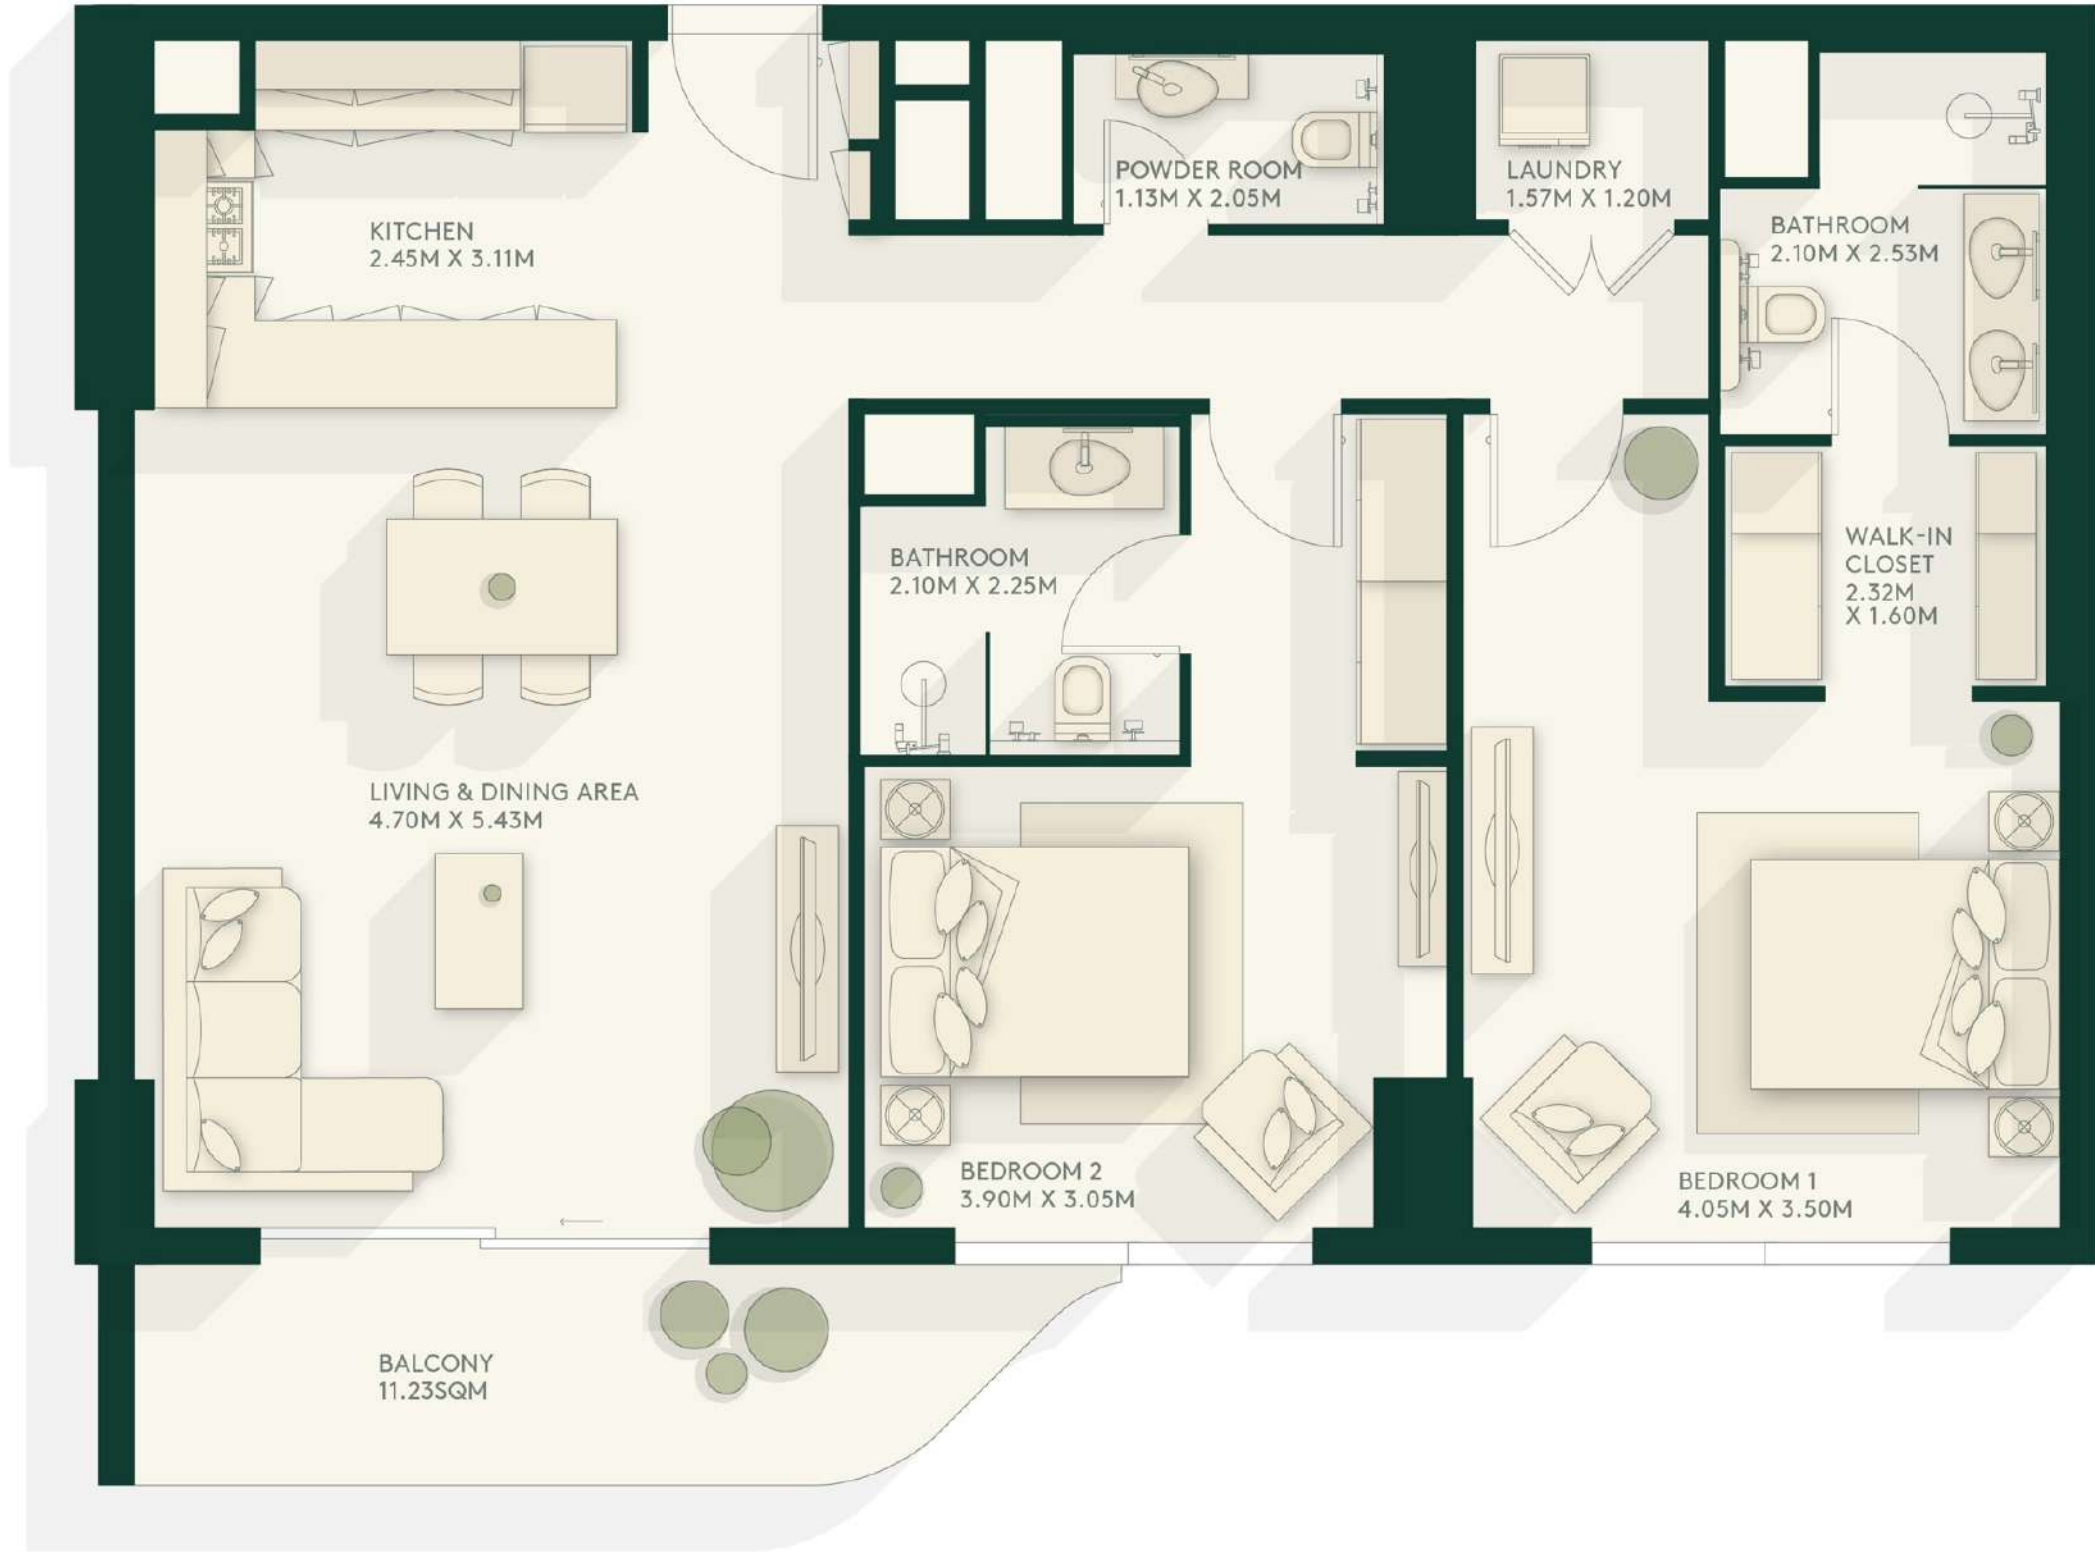 POWDER ROOM
1.13M X 2.05M
LAUNDRY
1.57M X 1.20M
KITCHEN
2.45M X 3.11M
BATHROOM
2.10M X 2.53M
BATHROOM
2.10M X 2.25M
WALK-IN
CLOSET
2.32M
X 1.60M
LIVING & DINING AREA
4.70M X 5.43M
BEDROOM 2
3.90M X 3.05M
BEDROOM 1
4.05M X 3.50M
BALCONY
11.23SQM